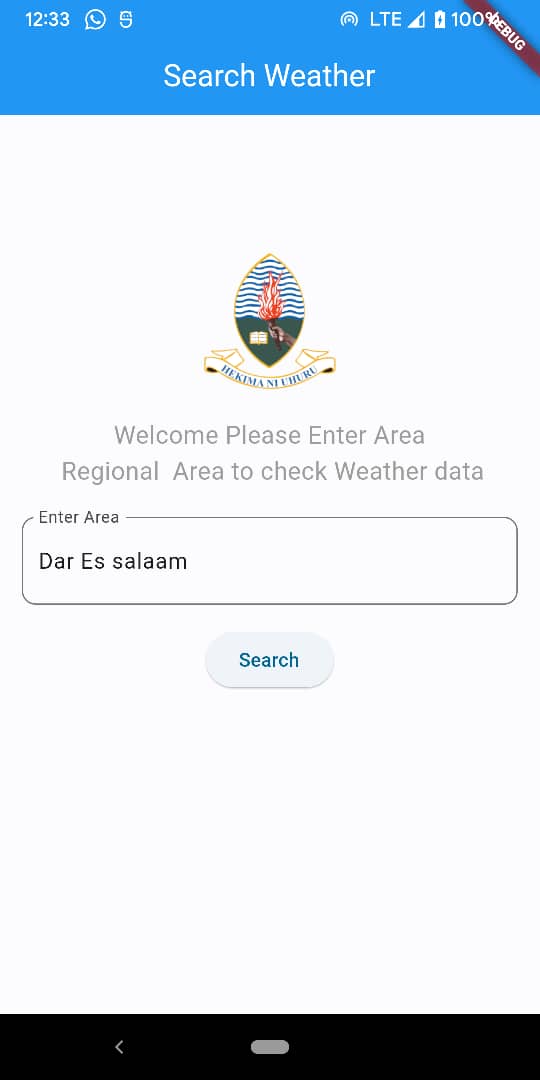 12:33 LTE 100%
DEBUG
Search Weather
HEKIMA NI UHURU
Welcome Please Enter Area
Regional  Area to check Weather data
Enter Area
Dar Es salaam
Search